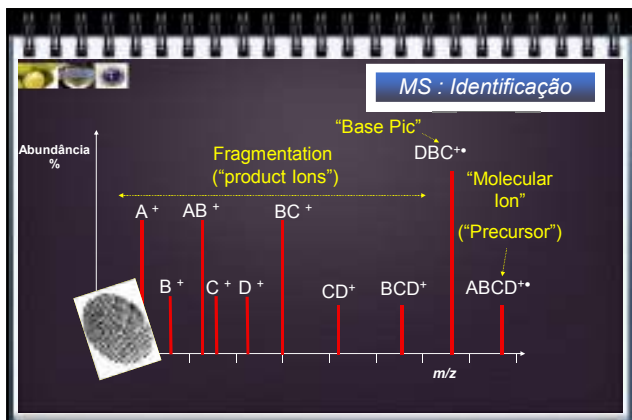 MS : Identificação
“Base Pic”
DBC+•
Abundância
%
Fragmentation
(“product Ions”)
“Molecular
Ion”
(“Precursor”)
A +
AB +
BC +
B +
C +
D +
CD+
BCD+
ABCD+•
m/z